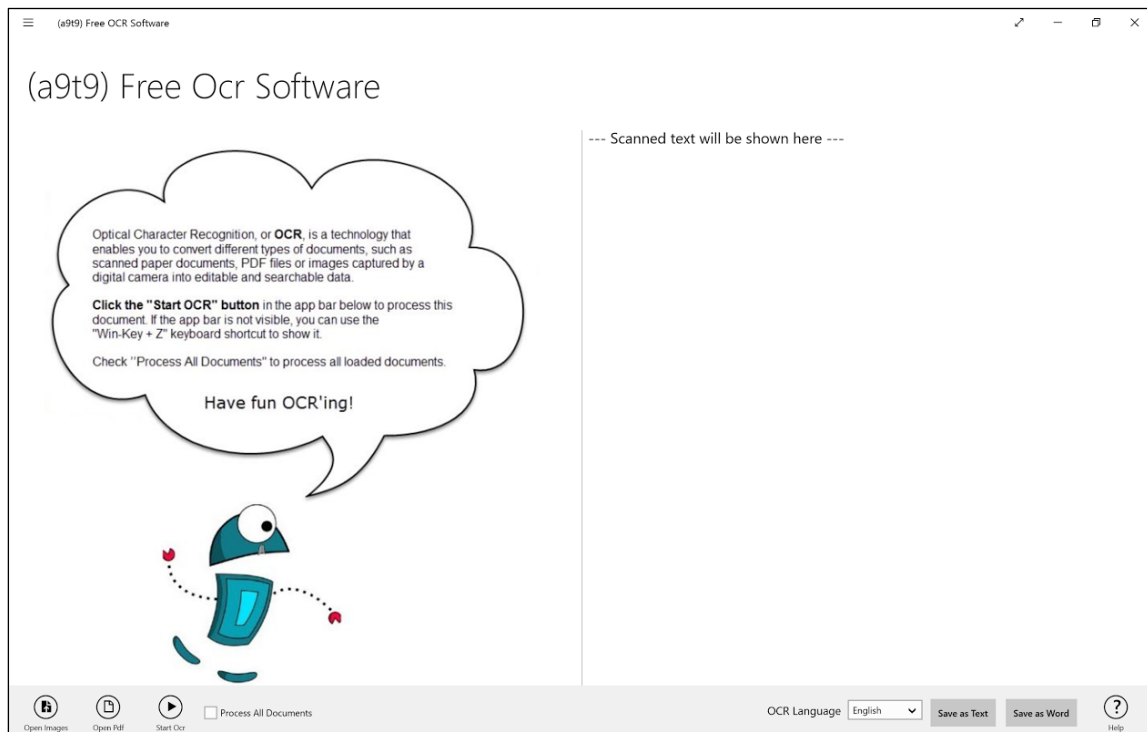 (a9t9) Free OCR Software
(a9t9) Free Ocr Software
Optical Character Recognition, or OCR, is a technology that
enables you to convert different types of documents, such as
scanned paper documents, PDF files or images captured by a
digital camera into editable and searchable data.
Click the "Start OCR" button in the app bar below to process this
document. If the app bar is not visible, you can use the
"Win-Key + Z" keyboard shortcut to show it.
Check "Process All Documents" to process all loaded documents.
Have fun OCR'ing!
--- Scanned text will be shown here ---
Open Images
Open Pdf
Start Ocr
Process All Documents
OCR Language
English
Save as Text
Save as Word
?
Help